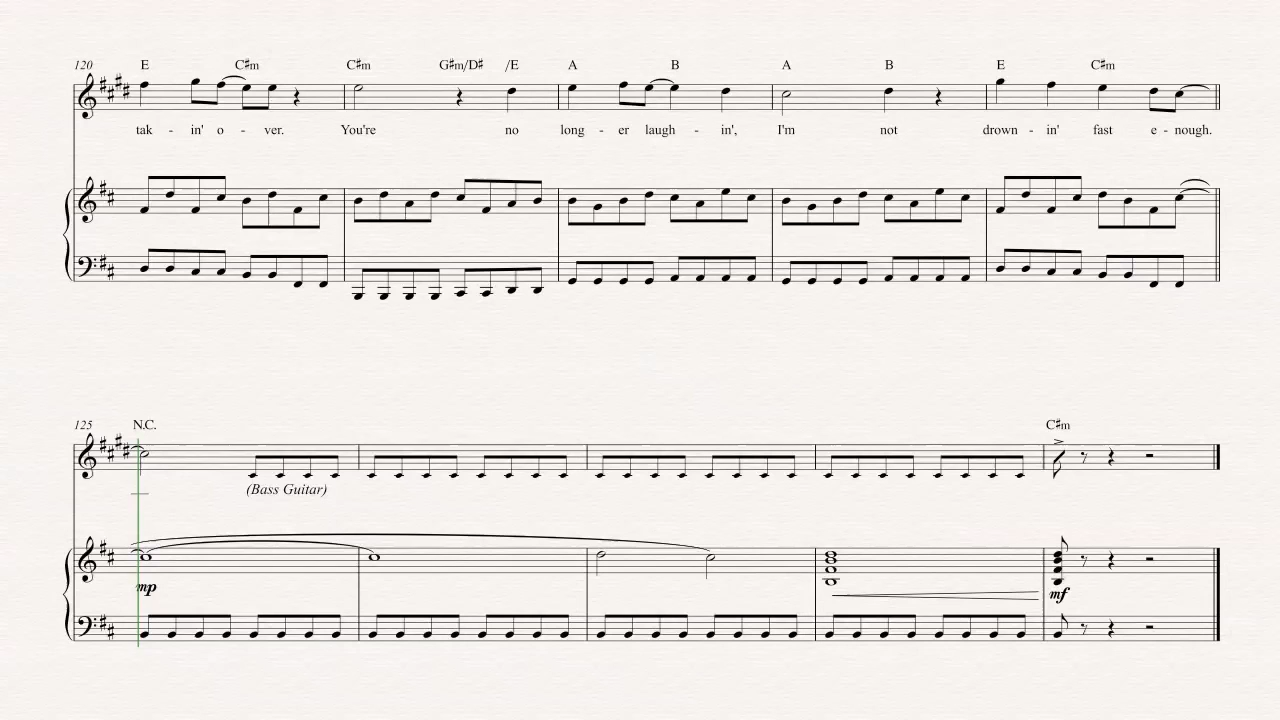 120 E C♯m C♯m G♯m/D♯ /E A B A B E C♯m
tak - in' o - ver. You're no long - er laugh - in', I'm not drown - in' fast e - nough.
125 N.C. C♯m
(Bass Guitar)
mp mf